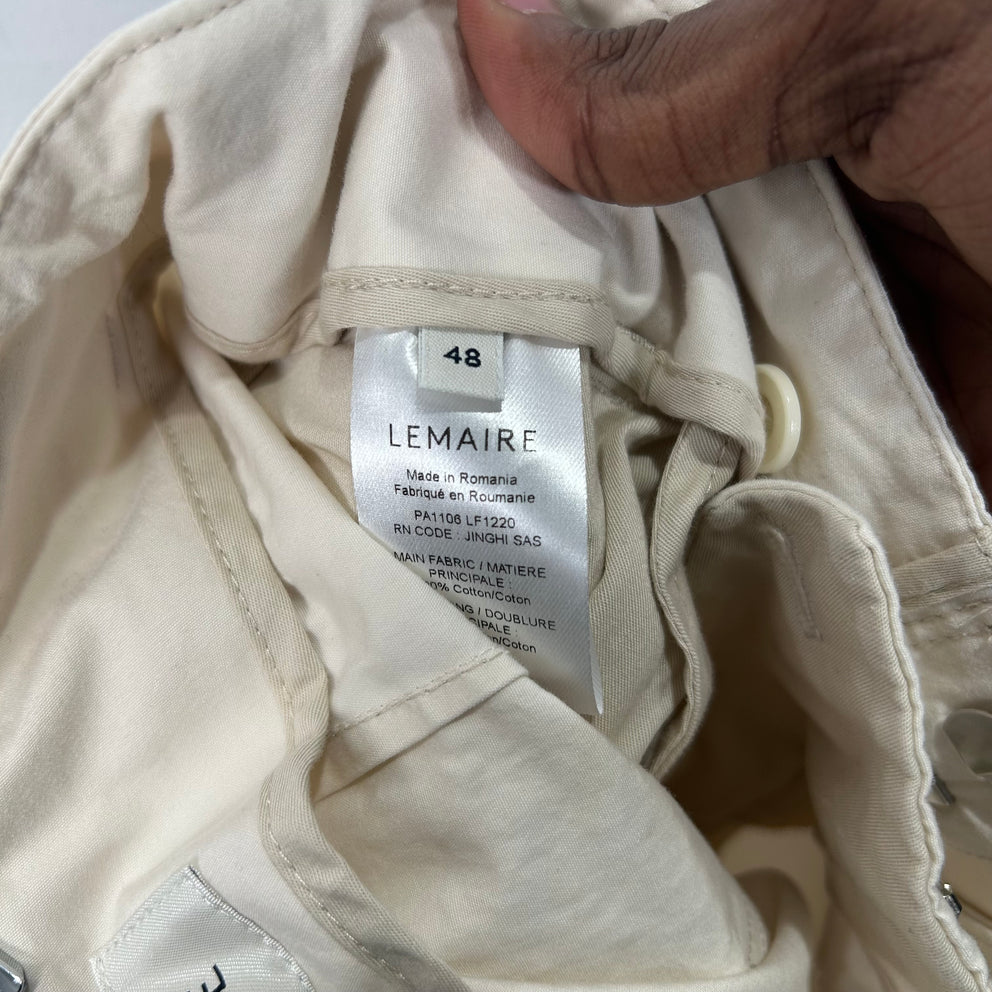 48
LEMAIRE
Made in Romania
Fabriqué en Roumanie
PA1106 LF1220
RN CODE : JINGHI SAS
MAIN FABRIC / MATIERE
PRINCIPALE :
Cotton/Coton
/ DOUBLURE